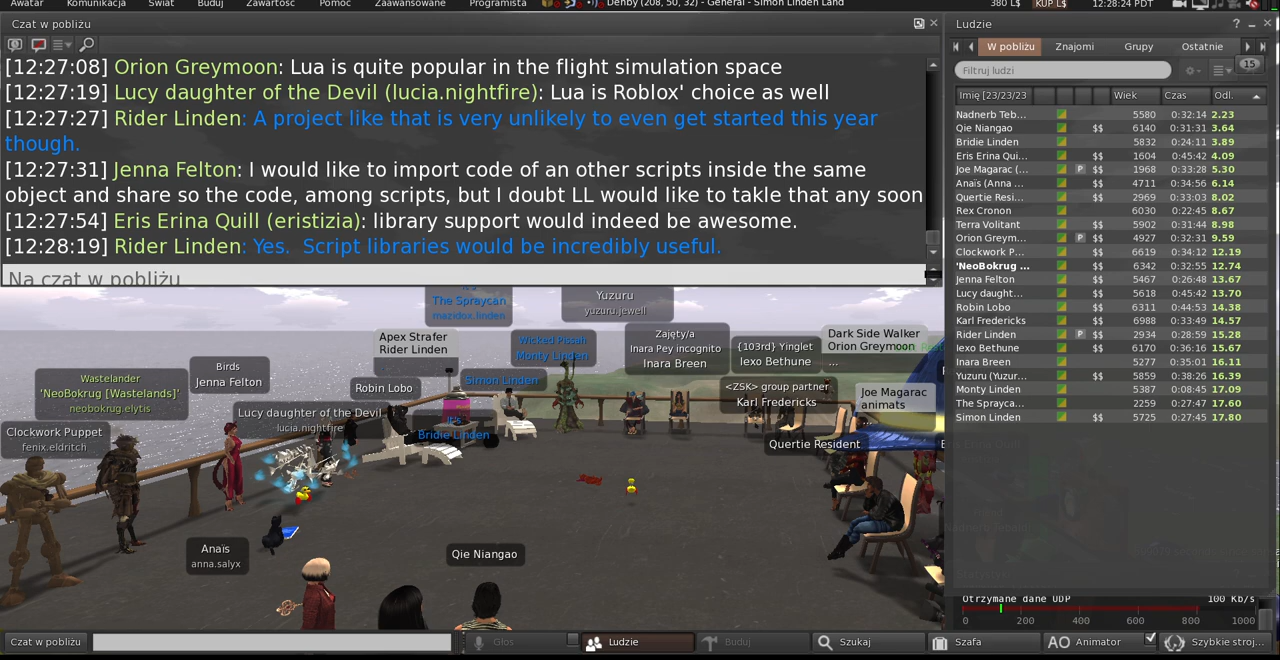 Awatar Komunikacja Świat Buduj Zawartość Pomoc Zaawansowane Programista Denby (208, 50, 32) - General - Simon Linden Land 380 L$ KUP L$ 12:28:24 PDT
Czat w pobliżu
[12:27:08] Orion Greymoon: Lua is quite popular in the flight simulation space
[12:27:19] Lucy daughter of the Devil (lucia.nightfire): Lua is Roblox' choice as well
[12:27:27] Rider Linden: A project like that is very unlikely to even get started this year
though.
[12:27:31] Jenna Felton: I would like to import code of an other scripts inside the same
object and share so the code, among scripts, but I doubt LL would like to takle that any soon
[12:27:54] Eris Erina Quill (eristizia): library support would indeed be awesome.
[12:28:19] Rider Linden: Yes.  Script libraries would be incredibly useful.
Na czat w pobliżu
Ludzie
W pobliżu Znajomi Grupy Ostatnie
15
Filtruj ludzi
Imię [23/23/23 Wiek Czas Odl.
Nadnerb Teb... 5580 0:32:14 2.23
Qie Niangao $$ 6140 0:31:31 3.64
Bridie Linden 5832 0:24:11 3.89
Eris Erina Qui... $$ 1604 0:45:42 4.09
Joe Magarac (... P $$ 1968 0:33:28 5.30
Anaïs (Anna ... $$ 4711 0:34:56 6.14
Quertie Resi... $$ 2969 0:33:03 8.02
Rex Cronon 6030 0:22:45 8.67
Terra Volitant $$ 5902 0:31:44 8.98
Orion Greym... P $$ 4927 0:32:31 9.59
Clockwork P... $$ 6619 0:34:12 12.19
'NeoBokrug ... $$ 6342 0:32:55 12.74
Jenna Felton $$ 5467 0:26:48 13.67
Lucy daught... $$ 5618 0:45:42 13.70
Robin Lobo $$ 6311 0:44:53 14.38
Karl Fredericks $$ 6988 0:33:49 14.57
Rider Linden P $$ 2934 0:28:59 15.28
Iexo Bethune $$ 6170 0:36:16 15.67
Inara Breen 5277 0:35:01 16.11
Yuzuru (Yuzur... $$ 5859 0:38:26 16.39
Monty Linden 5387 0:08:45 17.09
The Sprayca... 2259 0:27:47 17.60
Simon Linden $$ 5725 0:27:45 17.80
The Spraycan
mazidox.linden
Yuzuru
yuzuru.jewell
Apex Strafer
Rider Linden
Wicked Pissah
Monty Linden
Zajęty/a
Inara Pey incognito
Inara Breen
{103rd} Yinglet
Iexo Bethune
Dark Side Walker
Orion Greymoon
...
Birds
Jenna Felton
Wastelander
'NeoBokrug [Wastelands]'
neobokrug.elytis
Robin Lobo
Simon Linden
<ZSK> group partner
Karl Fredericks
Joe Magarac
animats
...
Lucy daughter of the Devil
lucia.nightfire
It's
Bridie Linden
Clockwork Puppet
fenix.eldritch
Quertie Resident
Anaïs
anna.salyx
Qie Niangao
Otrzymane dane UDP 100 Kb/s
0 200 400 600 800 1000
Czat w pobliżu Głos Ludzie Buduj Szukaj Szafa AO Animator Szybkie stroj...